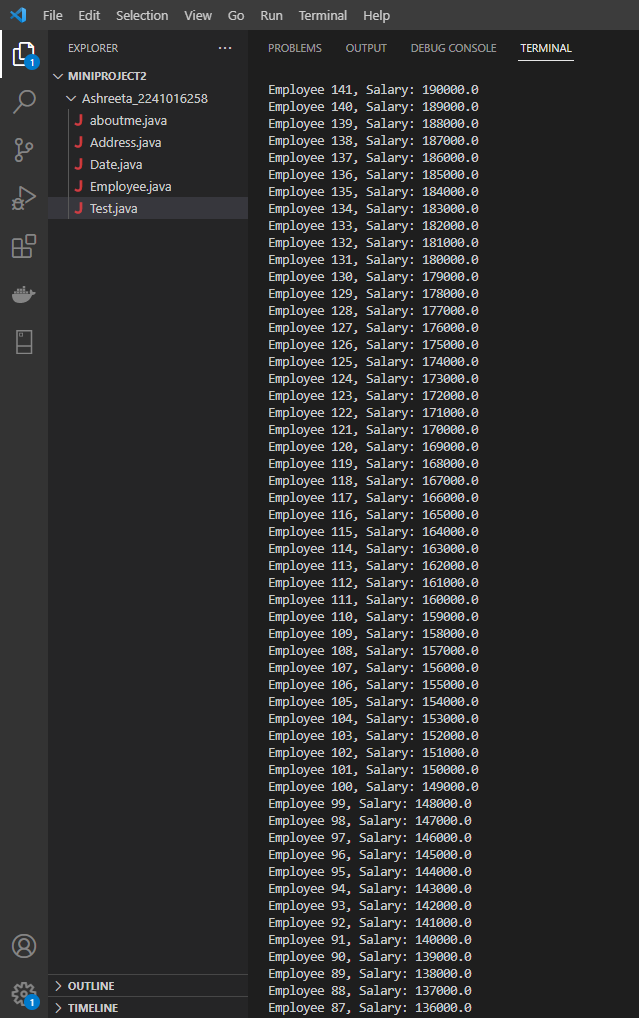 File Edit Selection View Go Run Terminal Help
EXPLORER
PROBLEMS OUTPUT DEBUG CONSOLE TERMINAL
MINIPROJECT2
Ashreeta_2241016258
J aboutme.java
J Address.java
J Date.java
J Employee.java
J Test.java
OUTLINE
TIMELINE
1
1
Employee 141, Salary: 190000.0
Employee 140, Salary: 189000.0
Employee 139, Salary: 188000.0
Employee 138, Salary: 187000.0
Employee 137, Salary: 186000.0
Employee 136, Salary: 185000.0
Employee 135, Salary: 184000.0
Employee 134, Salary: 183000.0
Employee 133, Salary: 182000.0
Employee 132, Salary: 181000.0
Employee 131, Salary: 180000.0
Employee 130, Salary: 179000.0
Employee 129, Salary: 178000.0
Employee 128, Salary: 177000.0
Employee 127, Salary: 176000.0
Employee 126, Salary: 175000.0
Employee 125, Salary: 174000.0
Employee 124, Salary: 173000.0
Employee 123, Salary: 172000.0
Employee 122, Salary: 171000.0
Employee 121, Salary: 170000.0
Employee 120, Salary: 169000.0
Employee 119, Salary: 168000.0
Employee 118, Salary: 167000.0
Employee 117, Salary: 166000.0
Employee 116, Salary: 165000.0
Employee 115, Salary: 164000.0
Employee 114, Salary: 163000.0
Employee 113, Salary: 162000.0
Employee 112, Salary: 161000.0
Employee 111, Salary: 160000.0
Employee 110, Salary: 159000.0
Employee 109, Salary: 158000.0
Employee 108, Salary: 157000.0
Employee 107, Salary: 156000.0
Employee 106, Salary: 155000.0
Employee 105, Salary: 154000.0
Employee 104, Salary: 153000.0
Employee 103, Salary: 152000.0
Employee 102, Salary: 151000.0
Employee 101, Salary: 150000.0
Employee 100, Salary: 149000.0
Employee 99, Salary: 148000.0
Employee 98, Salary: 147000.0
Employee 97, Salary: 146000.0
Employee 96, Salary: 145000.0
Employee 95, Salary: 144000.0
Employee 94, Salary: 143000.0
Employee 93, Salary: 142000.0
Employee 92, Salary: 141000.0
Employee 91, Salary: 140000.0
Employee 90, Salary: 139000.0
Employee 89, Salary: 138000.0
Employee 88, Salary: 137000.0
Employee 87, Salary: 136000.0